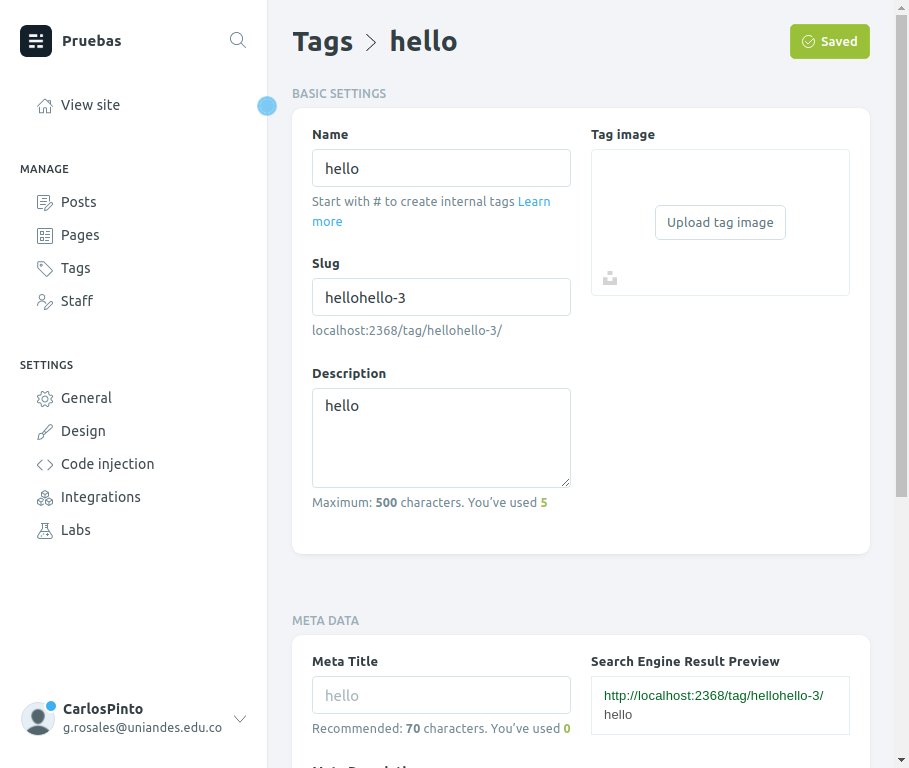 Pruebas
View site
MANAGE
Posts
Pages
Tags
Staff
SETTINGS
General
Design
Code injection
Integrations
Labs
CarlosPinto
g.rosales@uniandes.edu.co
Tags > hello
Saved
BASIC SETTINGS
Name
hello
Start with # to create internal tags Learn
more
Slug
hellohello-3
localhost:2368/tag/hellohello-3/
Description
hello
Maximum: 500 characters. You’ve used 5
Tag image
Upload tag image
META DATA
Meta Title
hello
Recommended: 70 characters. You’ve used 0
Meta Description
Search Engine Result Preview
http://localhost:2368/tag/hellohello-3/
hello